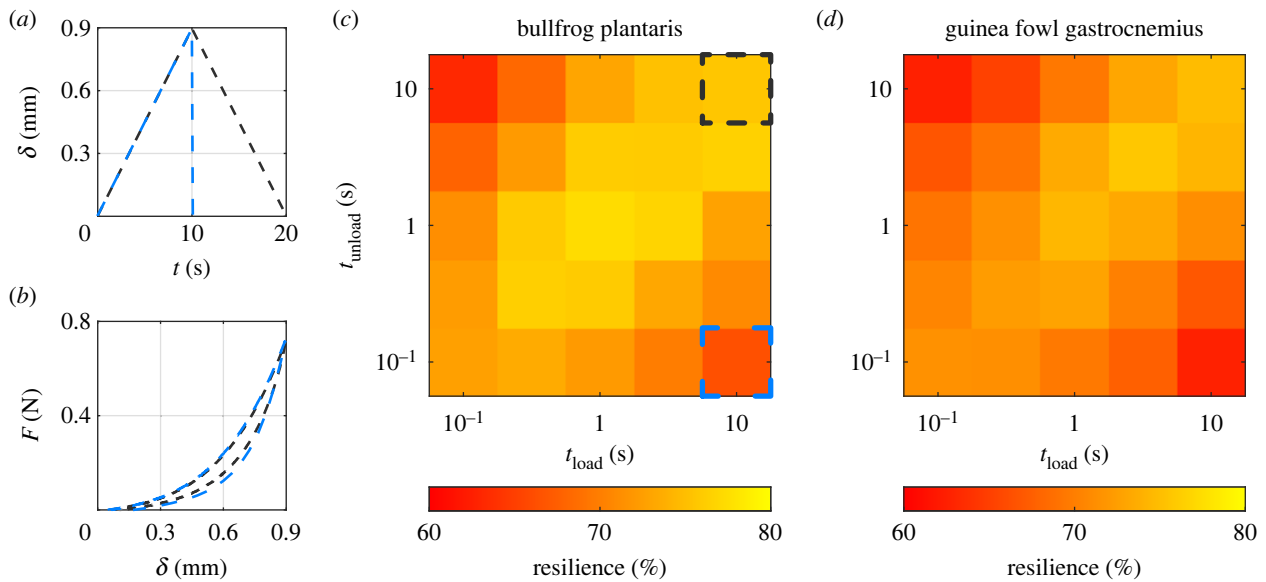 (a)
0.9
0.6
0.3
δ (mm)
0
10
20
t (s)
(b)
0.8
0.4
F (N)
0
0.3
0.6
0.9
δ (mm)
(c)
bullfrog plantaris
10
1
10⁻¹
t_unload (s)
10⁻¹
1
10
t_load (s)
60
70
80
resilience (%)
(d)
guinea fowl gastrocnemius
10
1
10⁻¹
10⁻¹
1
10
t_load (s)
60
70
80
resilience (%)